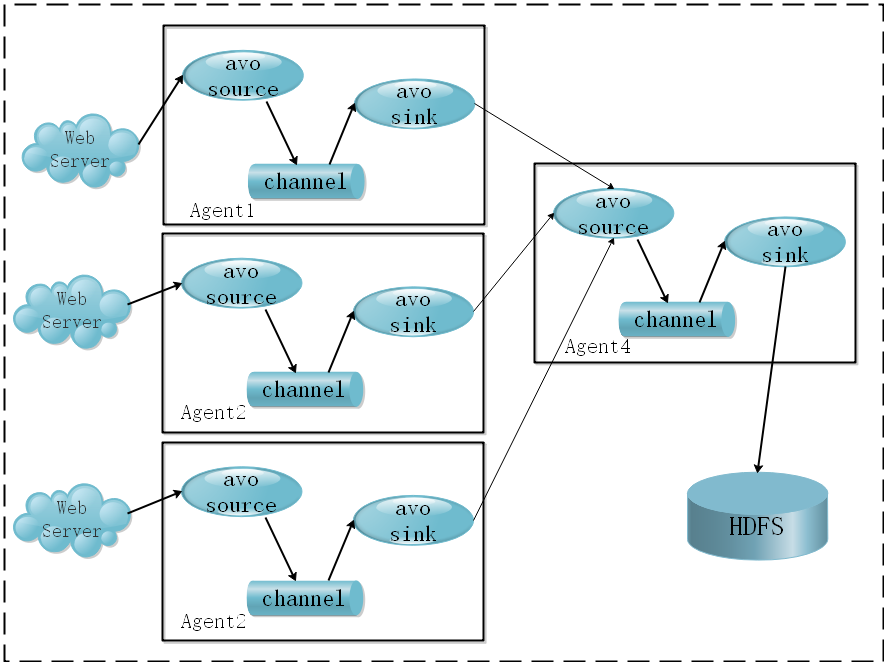 Web
Server
avo
source
avo
sink
channel
Agent1
Web
Server
avo
source
avo
sink
channel
Agent2
Web
Server
avo
source
avo
sink
channel
Agent2
avo
source
avo
sink
channel
Agent4
HDFS